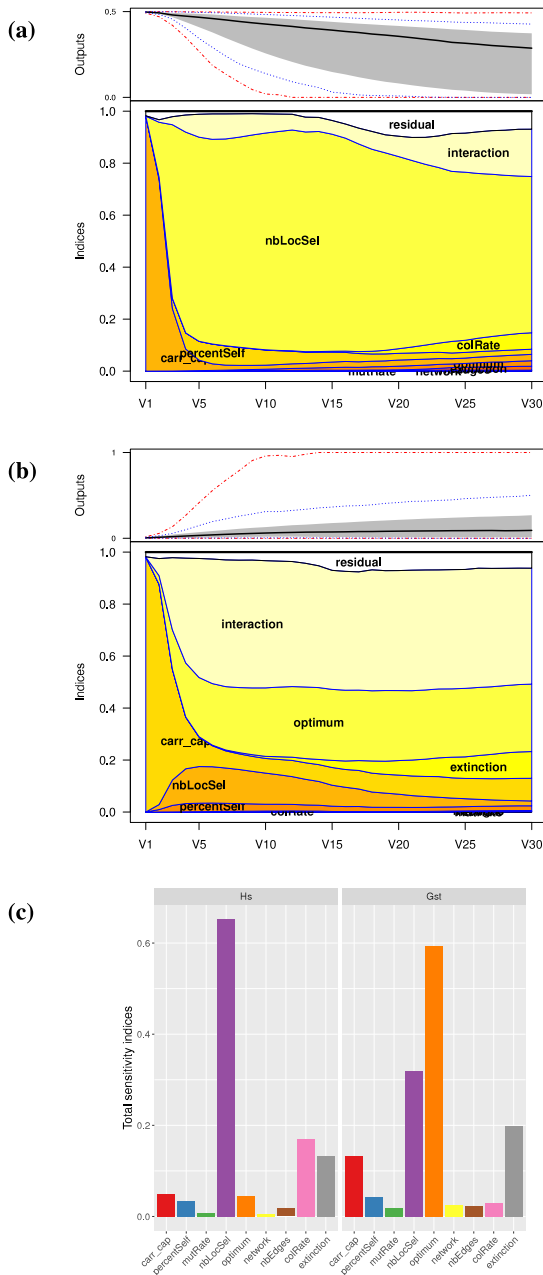 (a)
0.5
0.0
Outputs
1.0
0.8
0.6
0.4
0.2
0.0
Indices
residual
interaction
nbLocSel
colRate
percentSelf
carr_cap
mutRate
network
optimum
V1 V5 V10 V15 V20 V25 V30
(b)
1
0
Outputs
1.0
0.8
0.6
0.4
0.2
0.0
Indices
residual
interaction
optimum
carr_cap
extinction
nbLocSel
percentSelf
colRate
V1 V5 V10 V15 V20 V25 V30
(c)
Hs Gst
0.6
0.4
0.2
0.0
Total sensitivity indices
carr_cap percentSelf mutRate nbLocSel optimum network nbEdges colRate extinction
carr_cap percentSelf mutRate nbLocSel optimum network nbEdges colRate extinction